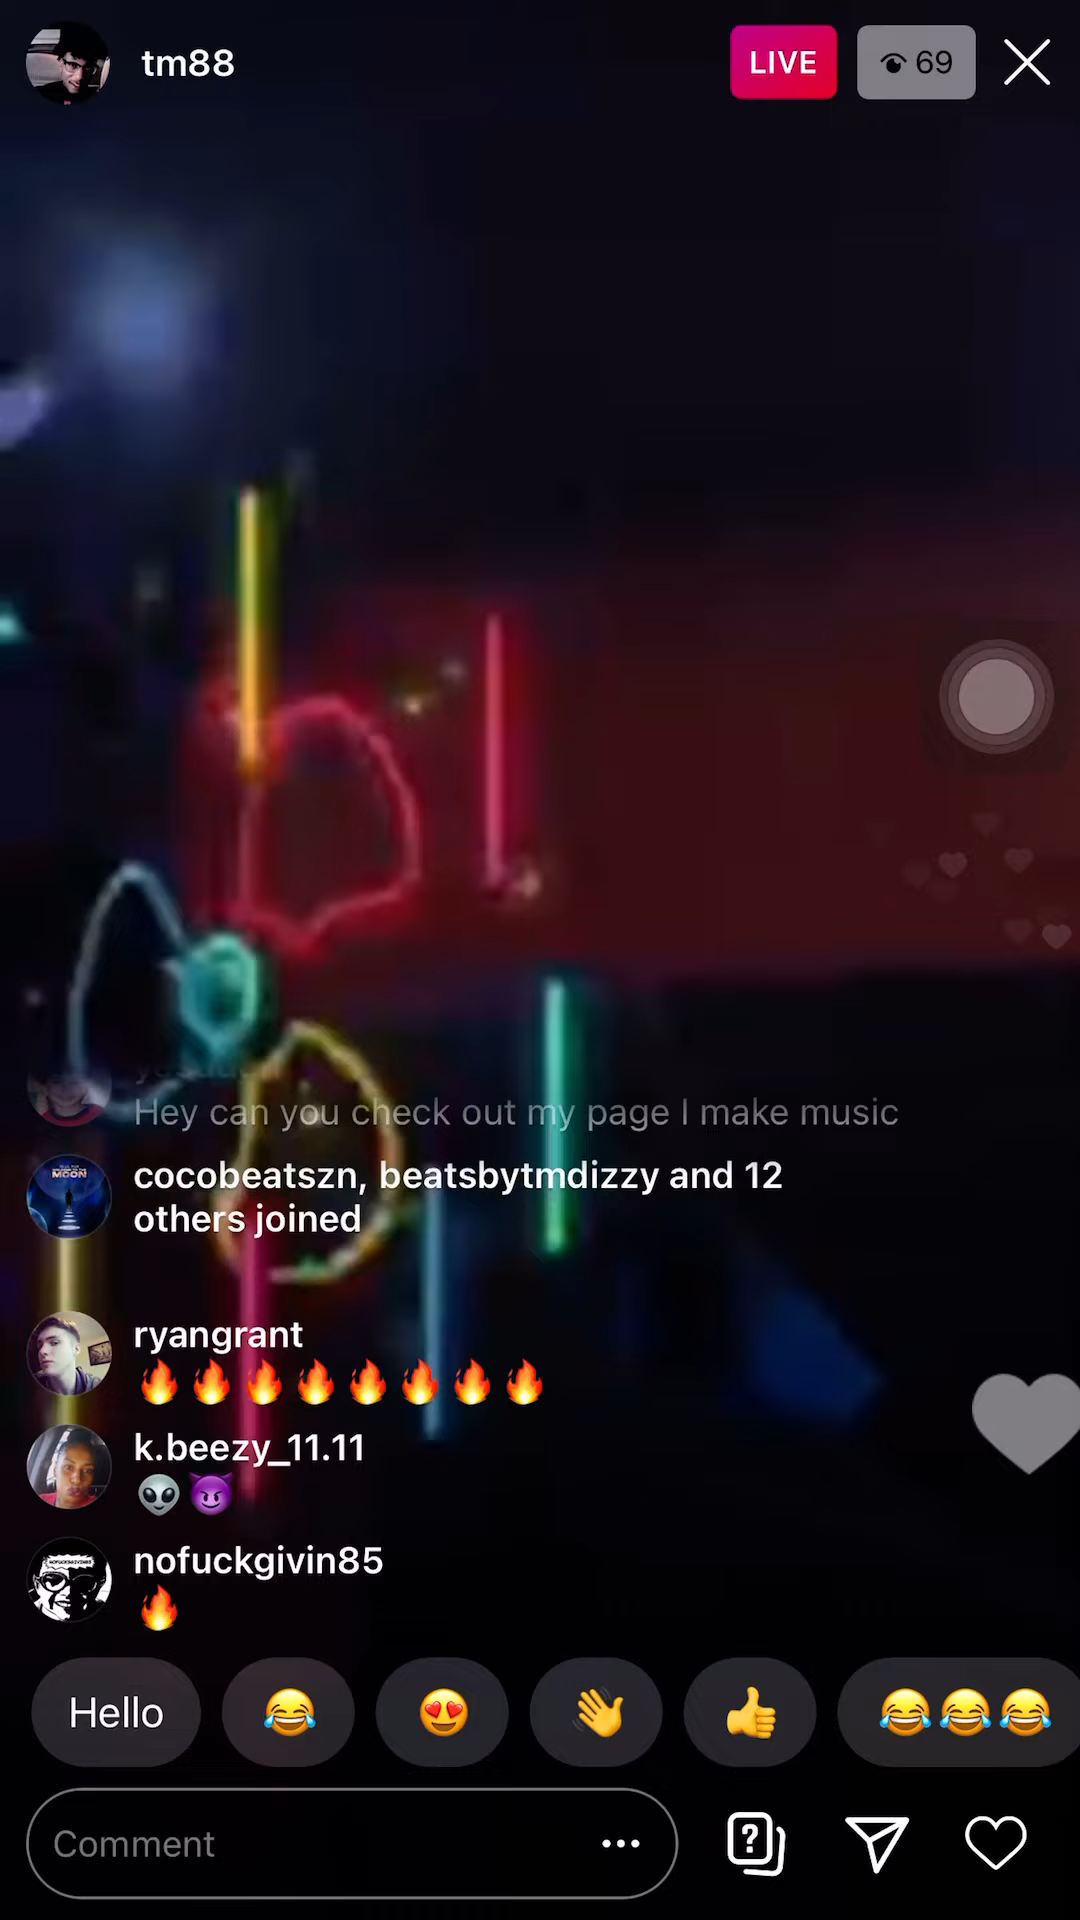 tm88
LIVE
69
Hey can you check out my page I make music
MOON
cocobeatszn, beatsbytmdizzy and 12
others joined
ryangrant
🔥🔥🔥🔥🔥🔥🔥🔥
k.beezy_11.11
👽😈
nofuckgivin85
🔥
Hello 😂 😍 👋 👍 😂😂😂
Comment